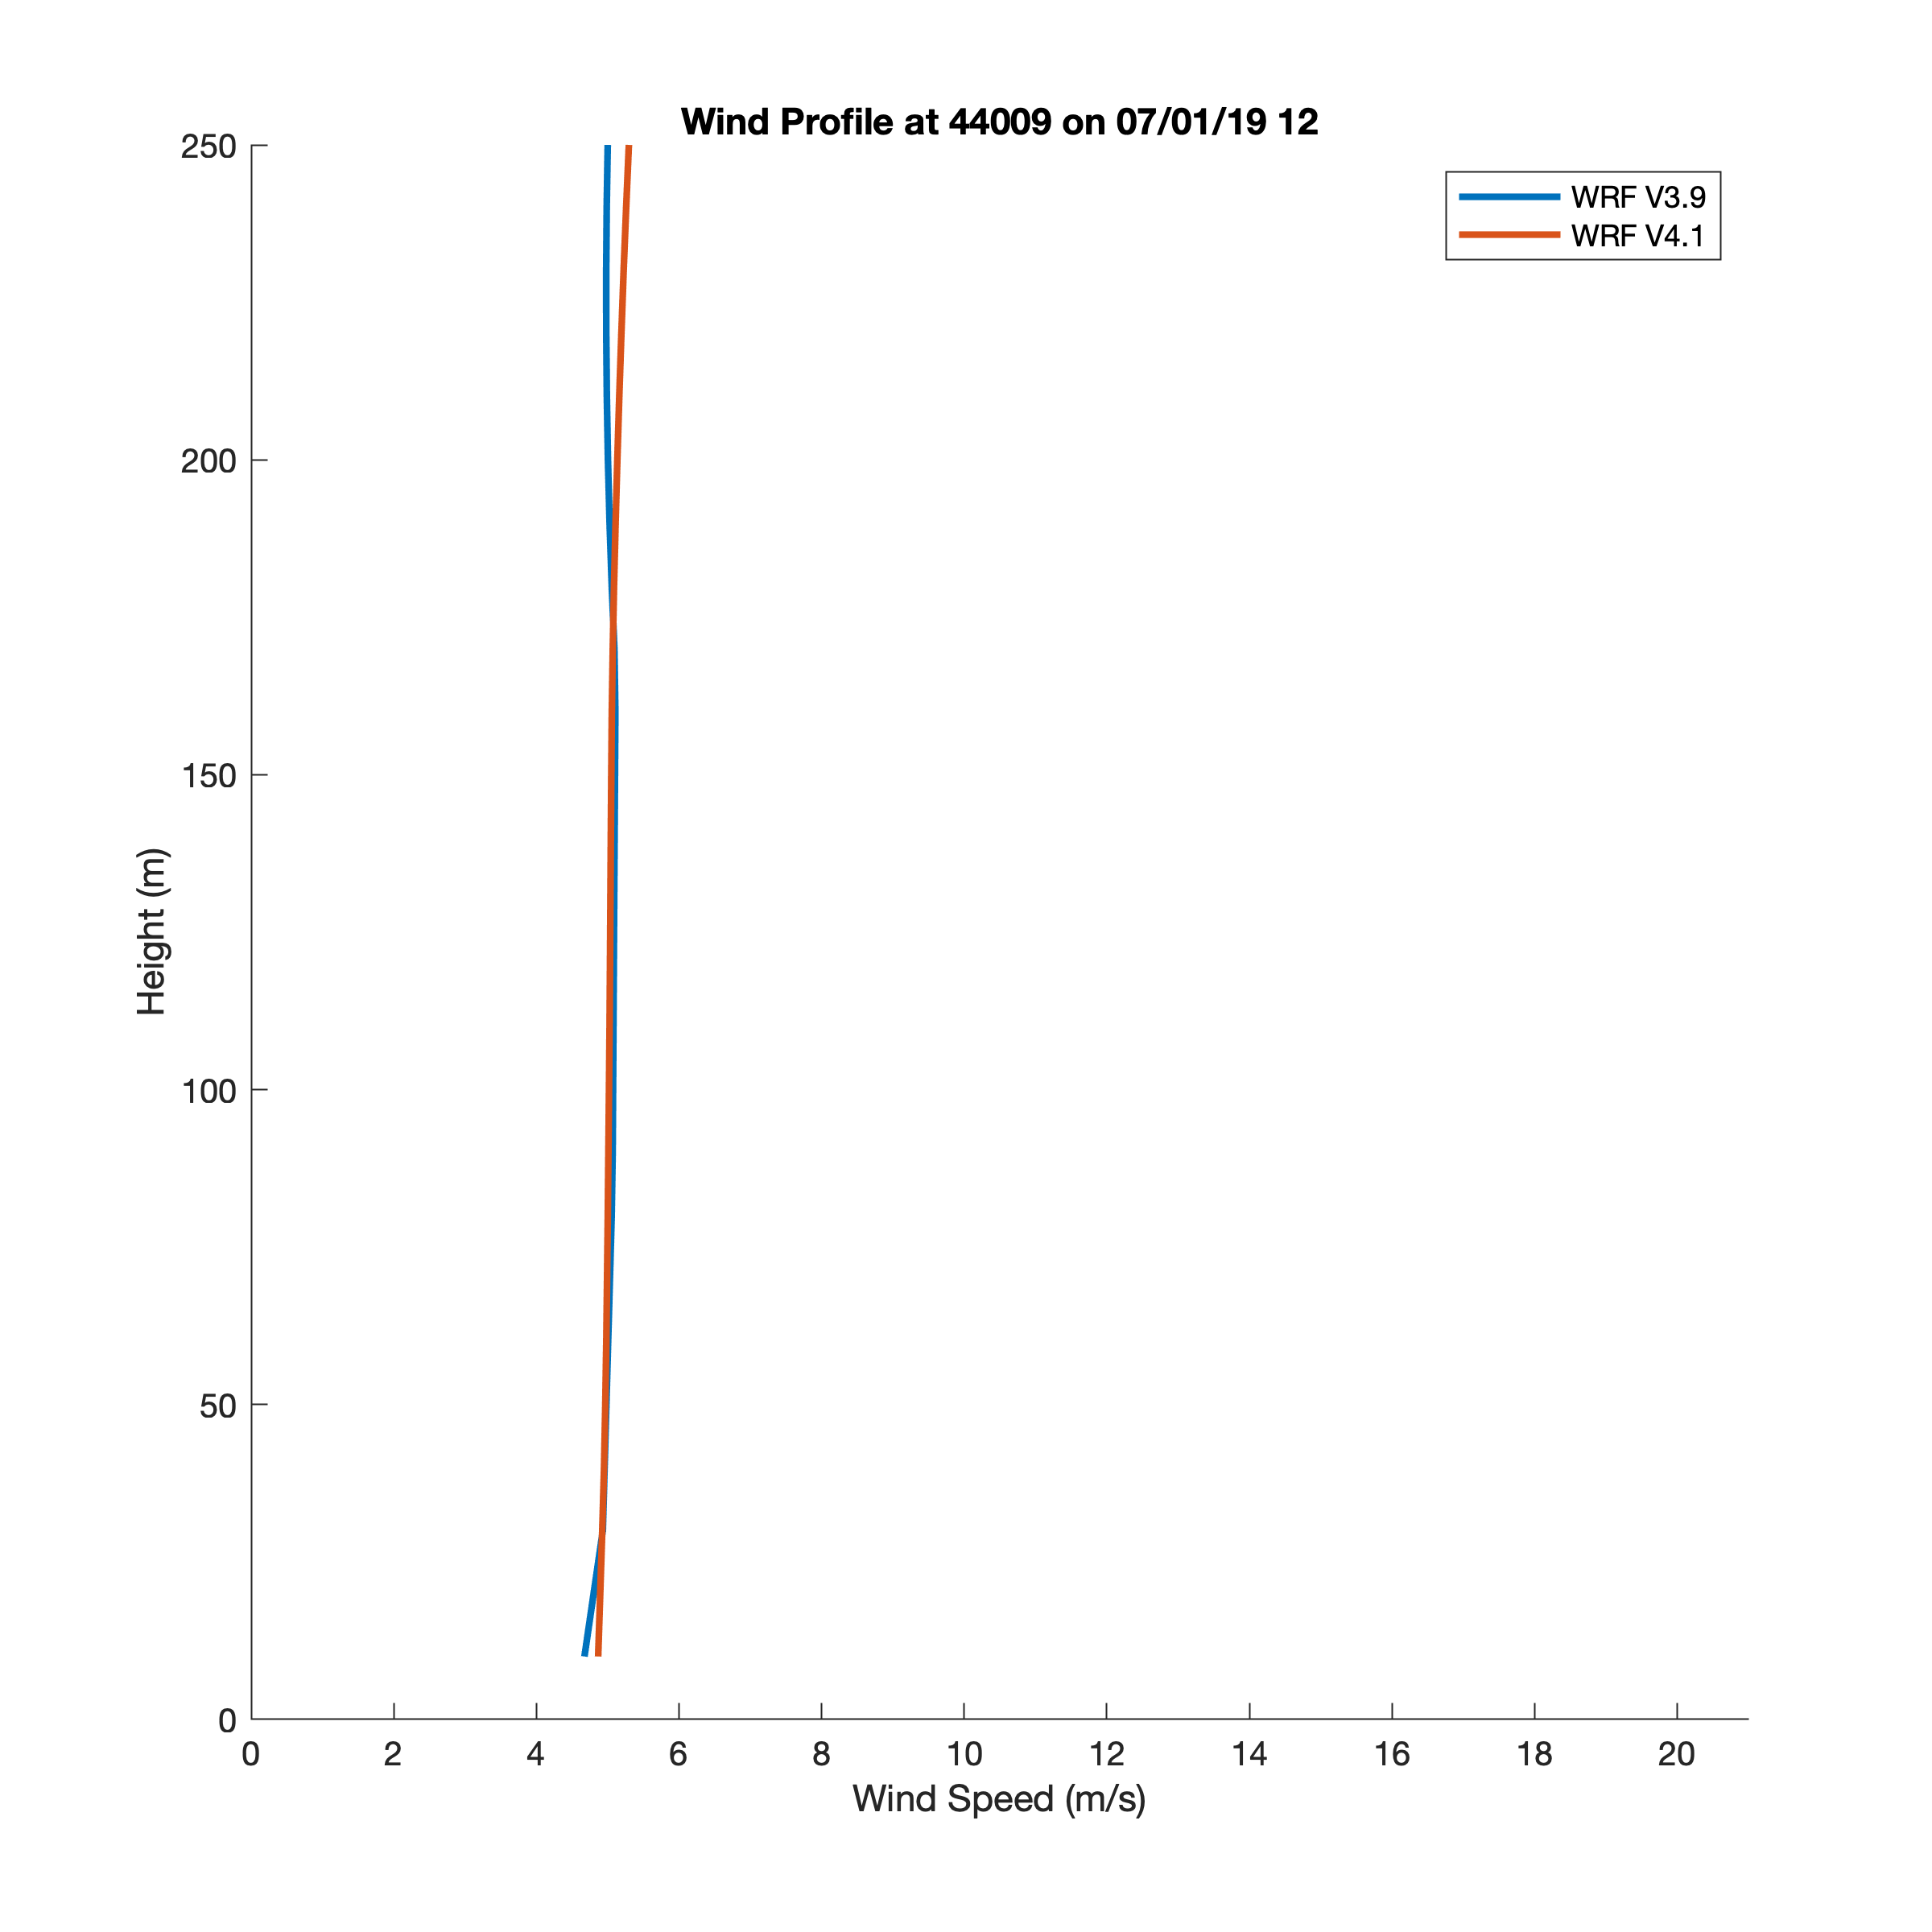 Wind Profile at 44009 on 07/01/19 12
WRF V3.9
WRF V4.1
250
200
150
100
50
0
Height (m)
0 2 4 6 8 10 12 14 16 18 20
Wind Speed (m/s)